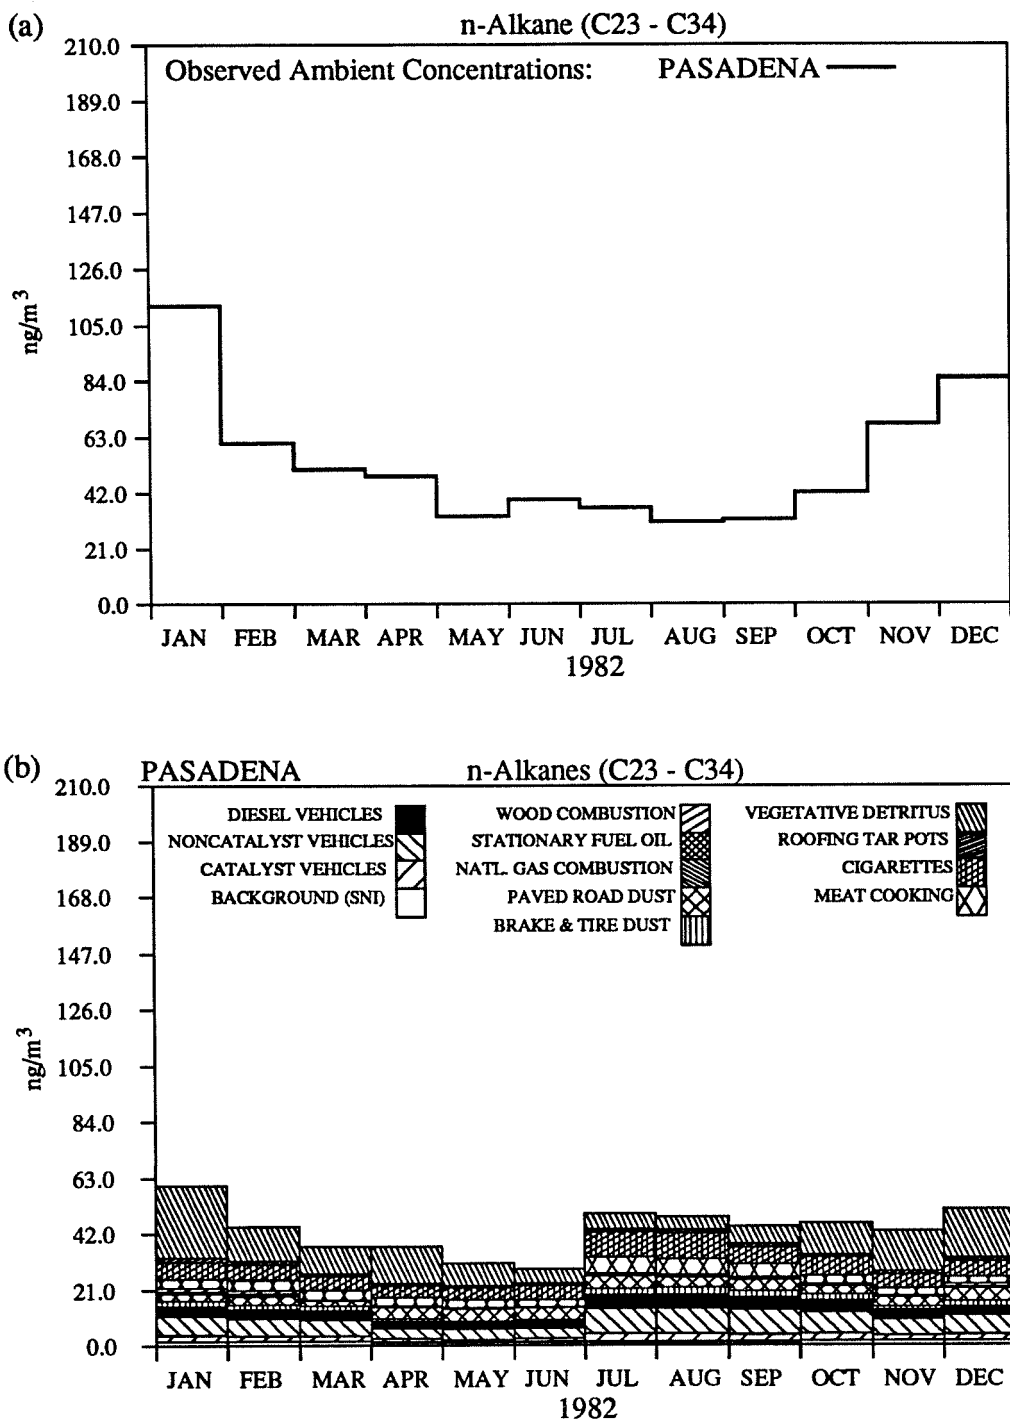 (a)
n-Alkane (C23 - C34)
210.0
Observed Ambient Concentrations: PASADENA
189.0
168.0
147.0
126.0
105.0
84.0
63.0
42.0
21.0
0.0
ng/m³
JAN FEB MAR APR MAY JUN JUL AUG SEP OCT NOV DEC
1982
(b)
PASADENA n-Alkanes (C23 - C34)
210.0
DIESEL VEHICLES WOOD COMBUSTION VEGETATIVE DETRITUS
NONCATALYST VEHICLES STATIONARY FUEL OIL ROOFING TAR POTS
CATALYST VEHICLES NATL. GAS COMBUSTION CIGARETTES
BACKGROUND (SNI) PAVED ROAD DUST MEAT COOKING
BRAKE & TIRE DUST
189.0
168.0
147.0
126.0
105.0
84.0
63.0
42.0
21.0
0.0
ng/m³
JAN FEB MAR APR MAY JUN JUL AUG SEP OCT NOV DEC
1982